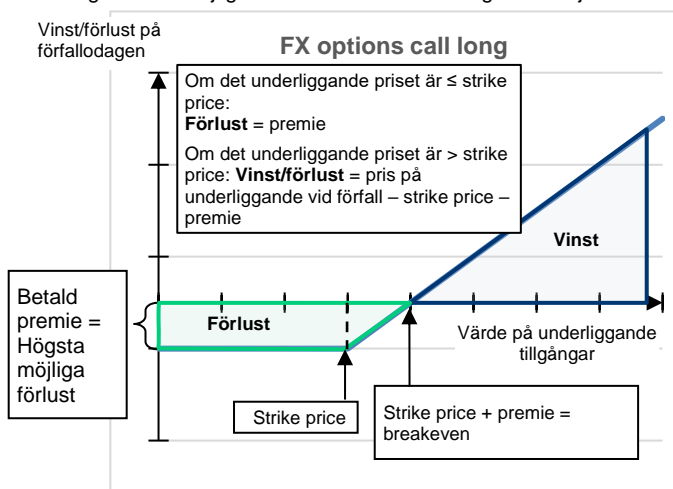 Vinst/förlust på
förfallodagen
FX options call long
Om det underliggande priset är ≤ strike
price:
Förlust = premie
Om det underliggande priset är > strike
price: Vinst/förlust = pris på
underliggande vid förfall – strike price –
premie
Vinst
Betald
premie =
Högsta
möjliga
förlust
Förlust
Värde på underliggande
tillgångar
Strike price
Strike price + premie =
breakeven